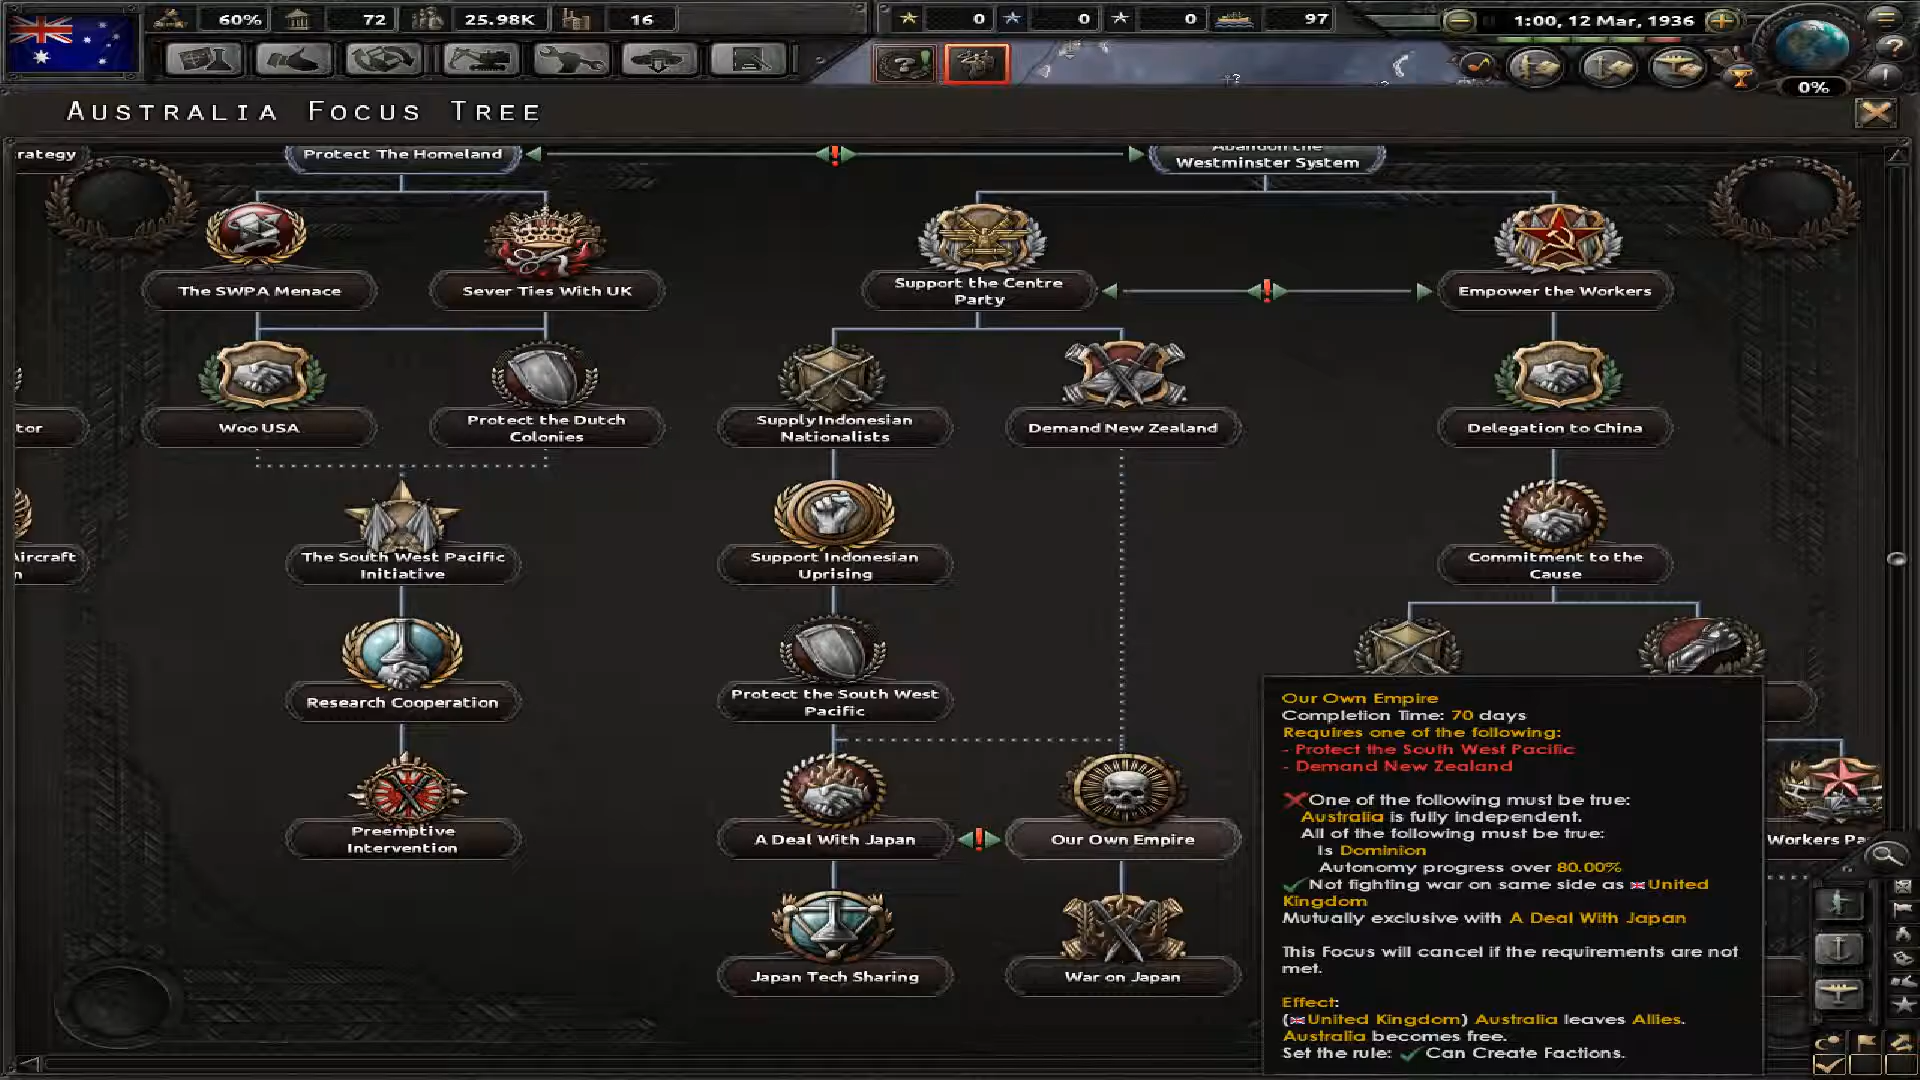 60%
72
25.98K
16
0
0
0
97
1:00, 12 Mar, 1936
0%
Australia Focus Tree
rategy
Protect The Homeland
Abandon the
Westminster System
The SWPA Menace
Sever Ties With UK
Support the Centre
Party
Empower the Workers
tor
Woo USA
Protect the Dutch
Colonies
Supply Indonesian
Nationalists
Demand New Zealand
Delegation to China
Aircraft
n
The South West Pacific
Initiative
Support Indonesian
Uprising
Commitment to the
Cause
Research Cooperation
Protect the South West
Pacific
Preemptive
Intervention
A Deal With Japan
Our Own Empire
Workers Pa
Japan Tech Sharing
War on Japan
Our Own Empire
Completion Time: 70 days
Requires one of the following:
- Protect the South West Pacific
- Demand New Zealand
One of the following must be true:
Australia is fully independent.
All of the following must be true:
Is Dominion
Autonomy progress over 80.00%
Not fighting war on same side as United
Kingdom
Mutually exclusive with A Deal With Japan
This Focus will cancel if the requirements are not
met.
Effect:
(United Kingdom) Australia leaves Allies.
Australia becomes free.
Set the rule: Can Create Factions.